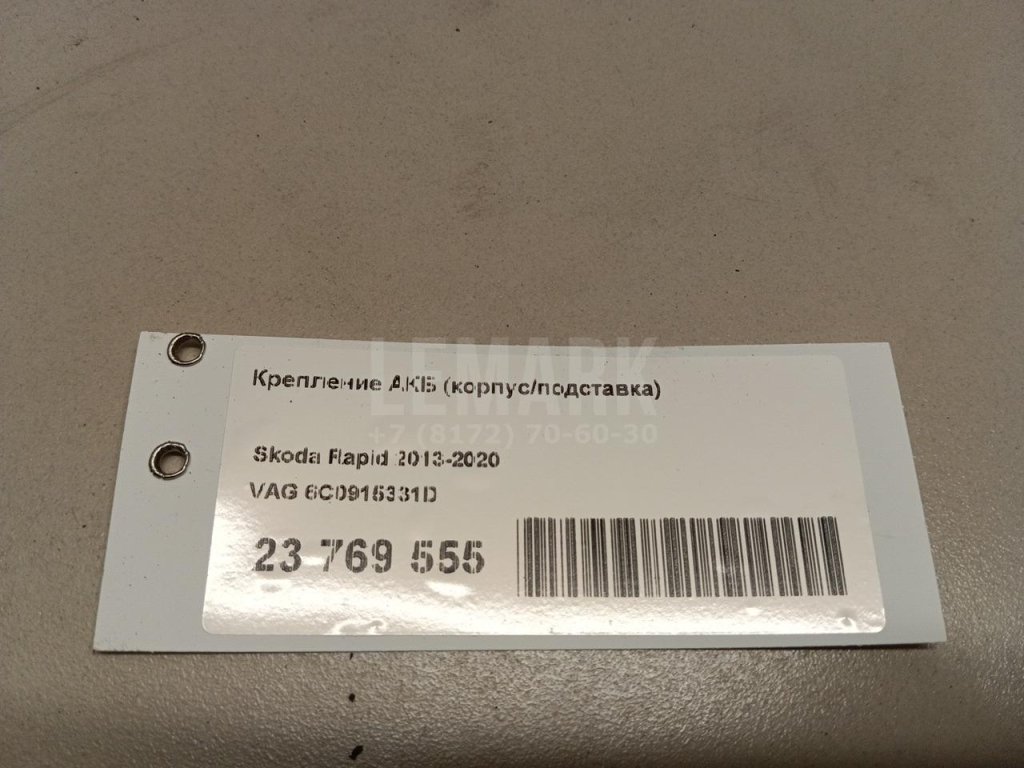 LEMARK
Крепление АКБ (корпус/подставка)
+7 (8172) 70-60-30
Skoda Rapid 2013-2020
VAG 6C0915331D
23 769 555